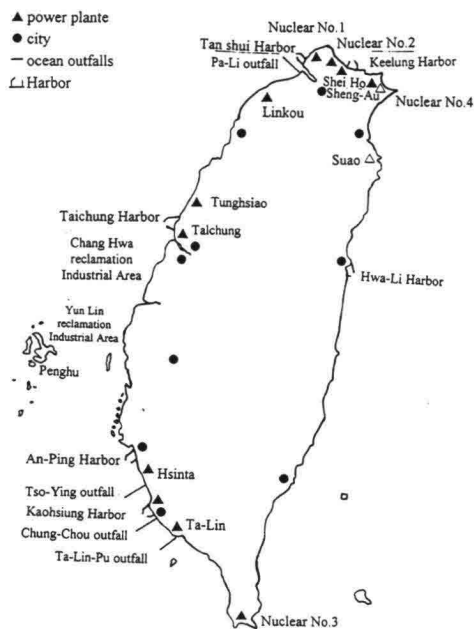 power plante
city
ocean outfalls
Harbor
Nuclear No.1
Nuclear No.2
Tan shui Harbor
Keelung Harbor
Pa-Li outfall
Shei Ho
Sheng-Au
Nuclear No.4
Linkou
Suao
Tunghsiao
Taichung Harbor
Taichung
Chang Hwa
reclamation
Industrial Area
Hwa-Li Harbor
Yun Lin
reclamation
Industrial Area
Penghu
An-Ping Harbor
Hsinta
Tso-Ying outfall
Kaohsiung Harbor
Chung-Chou outfall
Ta-Lin
Ta-Lin-Pu outfall
Nuclear No.3